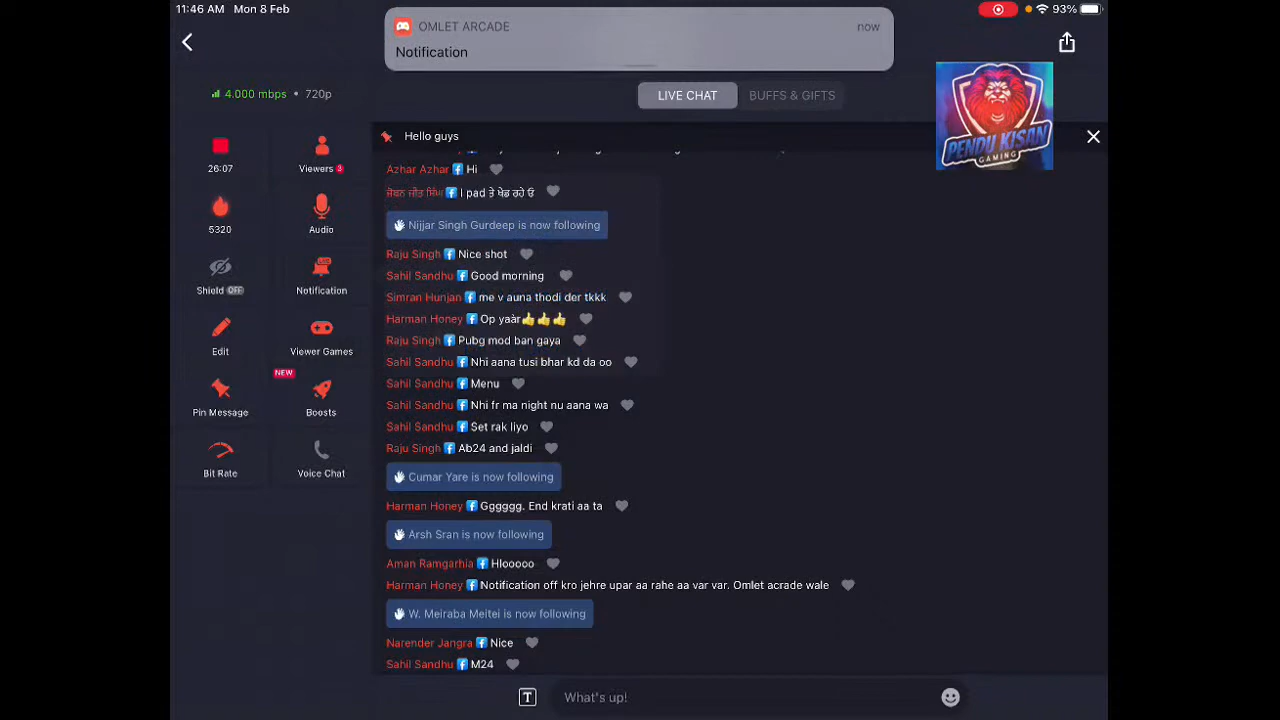 11:46 AM Mon 8 Feb
93%
OMLET ARCADE now
Notification
4.000 mbps • 720p
LIVE CHAT BUFFS & GIFTS
PENDU KISAN
GAMING
Hello guys
26:07
Viewers 3
5320
Audio
Shield OFF
LIVE
Notification
Edit
Viewer Games
NEW
Pin Message
Boosts
Bit Rate
Voice Chat
Azhar Azhar Hi
ਜੋਬਨ ਜੀਤ ਸਿੰਘ I pad ਤੇ ਖੇਡ ਰਹੇ ਓ
Nijjar Singh Gurdeep is now following
Raju Singh Nice shot
Sahil Sandhu Good morning
Simran Hunjan me v auna thodi der tkkk
Harman Honey Op yaàr👍👍👍
Raju Singh Pubg mod ban gaya
Sahil Sandhu Nhi aana tusi bhar kd da oo
Sahil Sandhu Menu
Sahil Sandhu Nhi fr ma night nu aana wa
Sahil Sandhu Set rak liyo
Raju Singh Ab24 and jaldi
Cumar Yare is now following
Harman Honey Gggggg. End krati aa ta
Arsh Sran is now following
Aman Ramgarhia Hlooooo
Harman Honey Notification off kro jehre upar aa rahe aa var var. Omlet acrade wale
W. Meiraba Meitei is now following
Narender Jangra Nice
Sahil Sandhu M24
T What's up!